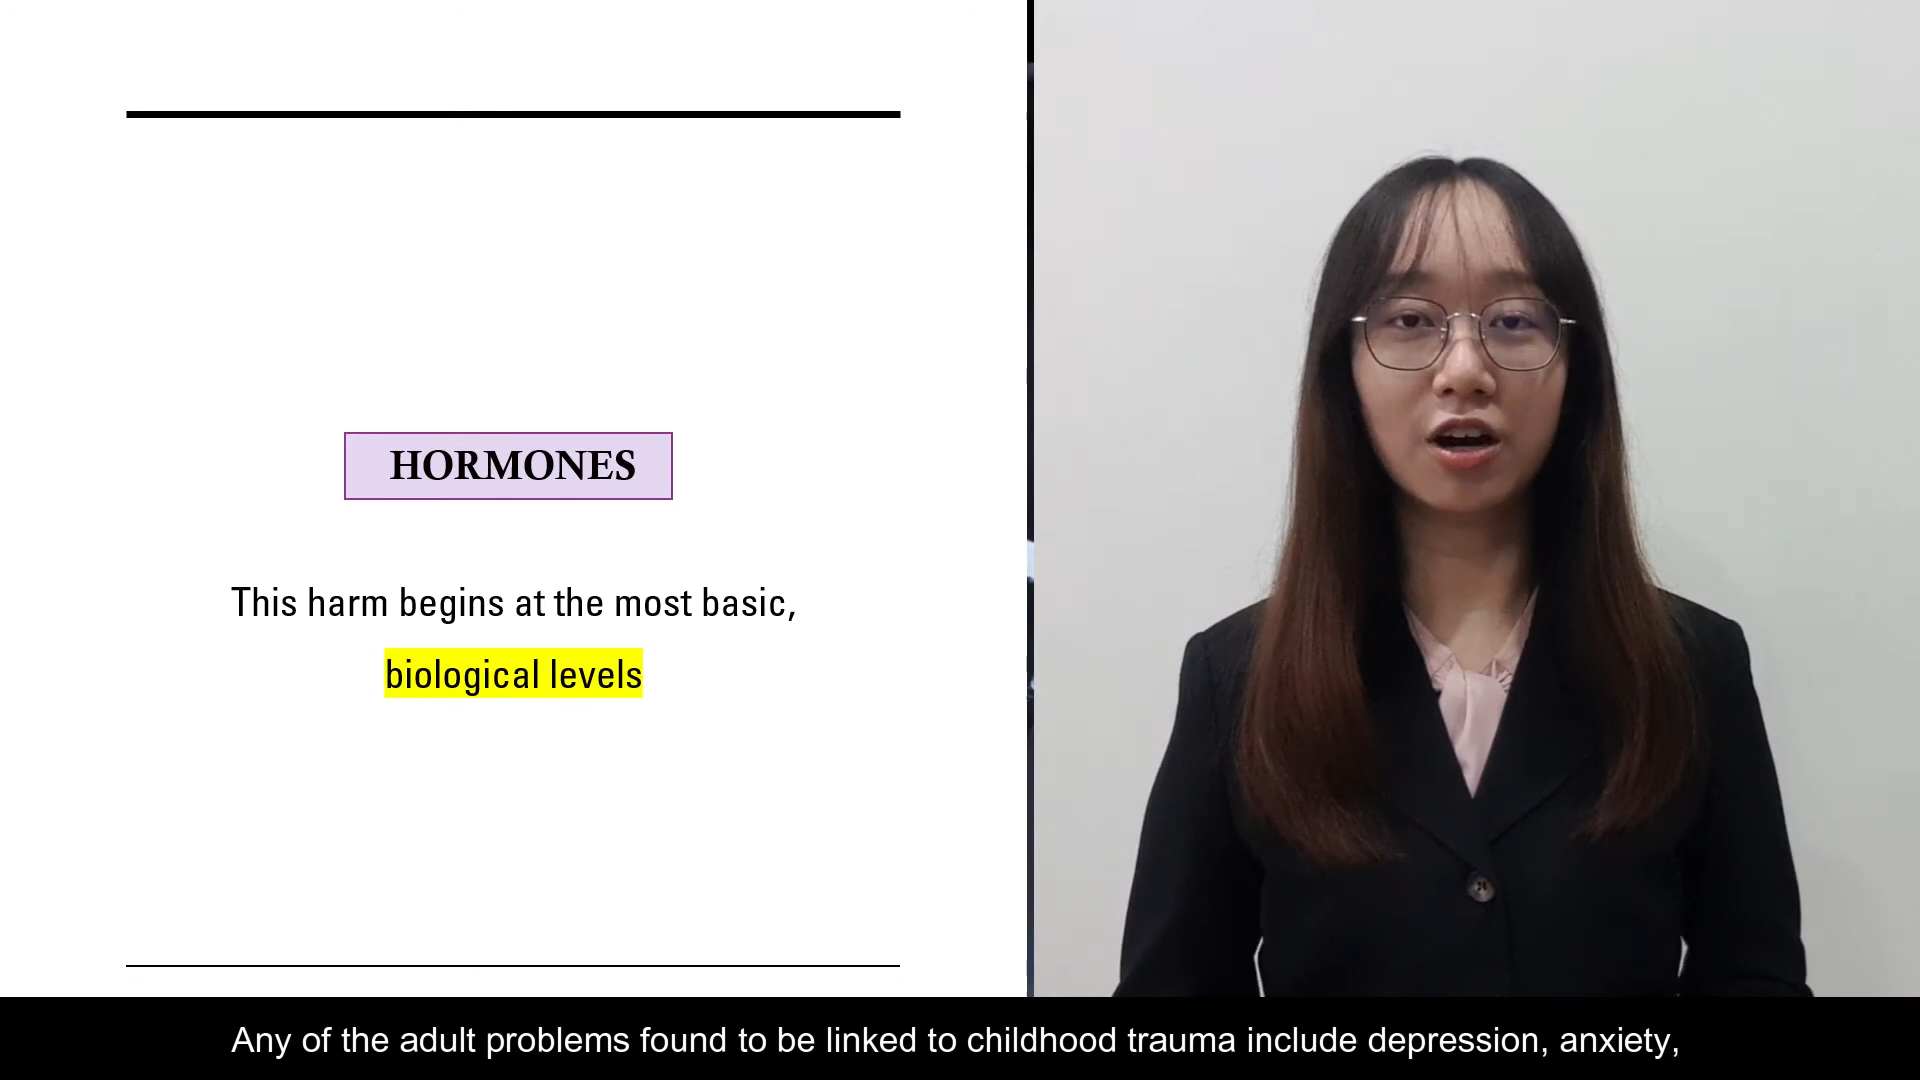 HORMONES
This harm begins at the most basic,
biological levels
Any of the adult problems found to be linked to childhood trauma include depression, anxiety,